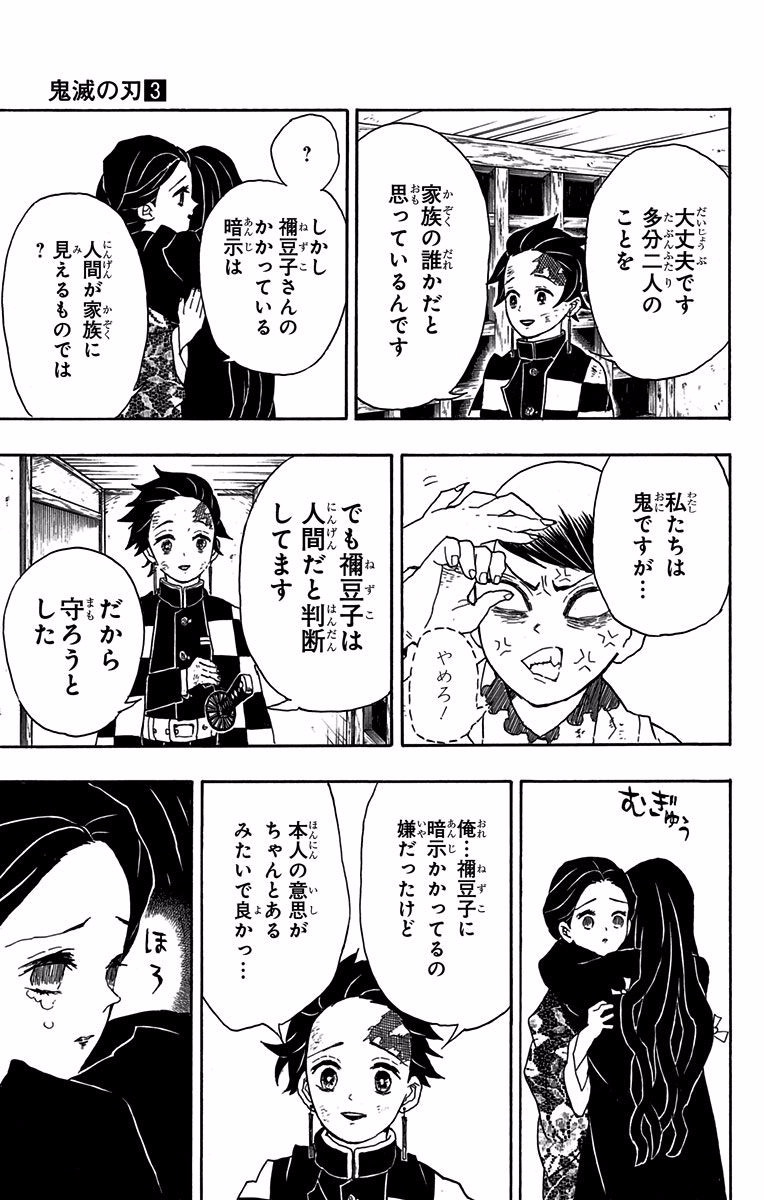 鬼滅の刃3
大丈夫です
多分二人の
ことを
家族の誰かだと
思っているんです
?
しかし
禰豆子さんの
かかっている
暗示は
人間が家族に
見えるものでは
?
私たちは
鬼ですが…
やめろ!
でも禰豆子は
人間だと判断
してます
だから
守ろうと
した
むぎゅう
俺…禰豆子に
暗示かかってるの
嫌だったけど
本人の意思が
ちゃんとある
みたいで良かっ…
ほろ